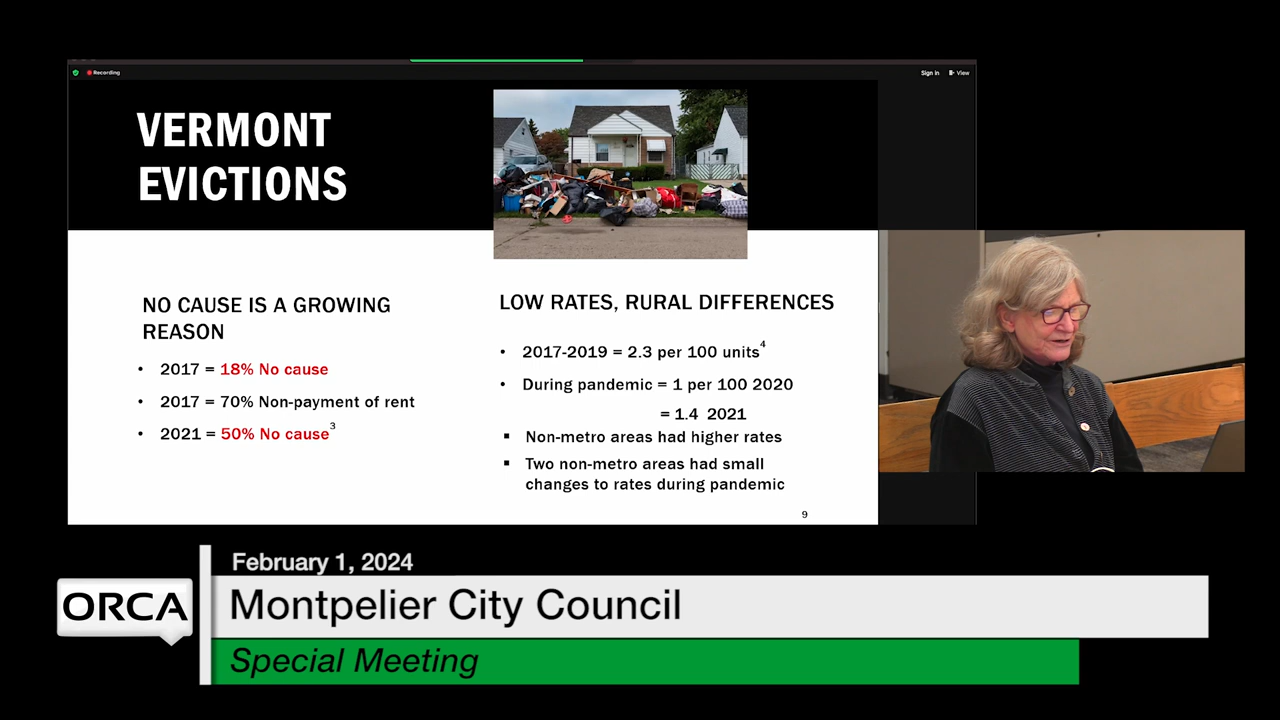 Recording
Sign In
View
VERMONT
EVICTIONS
NO CAUSE IS A GROWING
REASON
• 2017 = 18% No cause
• 2017 = 70% Non-payment of rent
• 2021 = 50% No cause3
LOW RATES, RURAL DIFFERENCES
• 2017-2019 = 2.3 per 100 units4
• During pandemic = 1 per 100 2020
= 1.4 2021
▪ Non-metro areas had higher rates
▪ Two non-metro areas had small
changes to rates during pandemic
9
February 1, 2024
ORCA
Montpelier City Council
Special Meeting